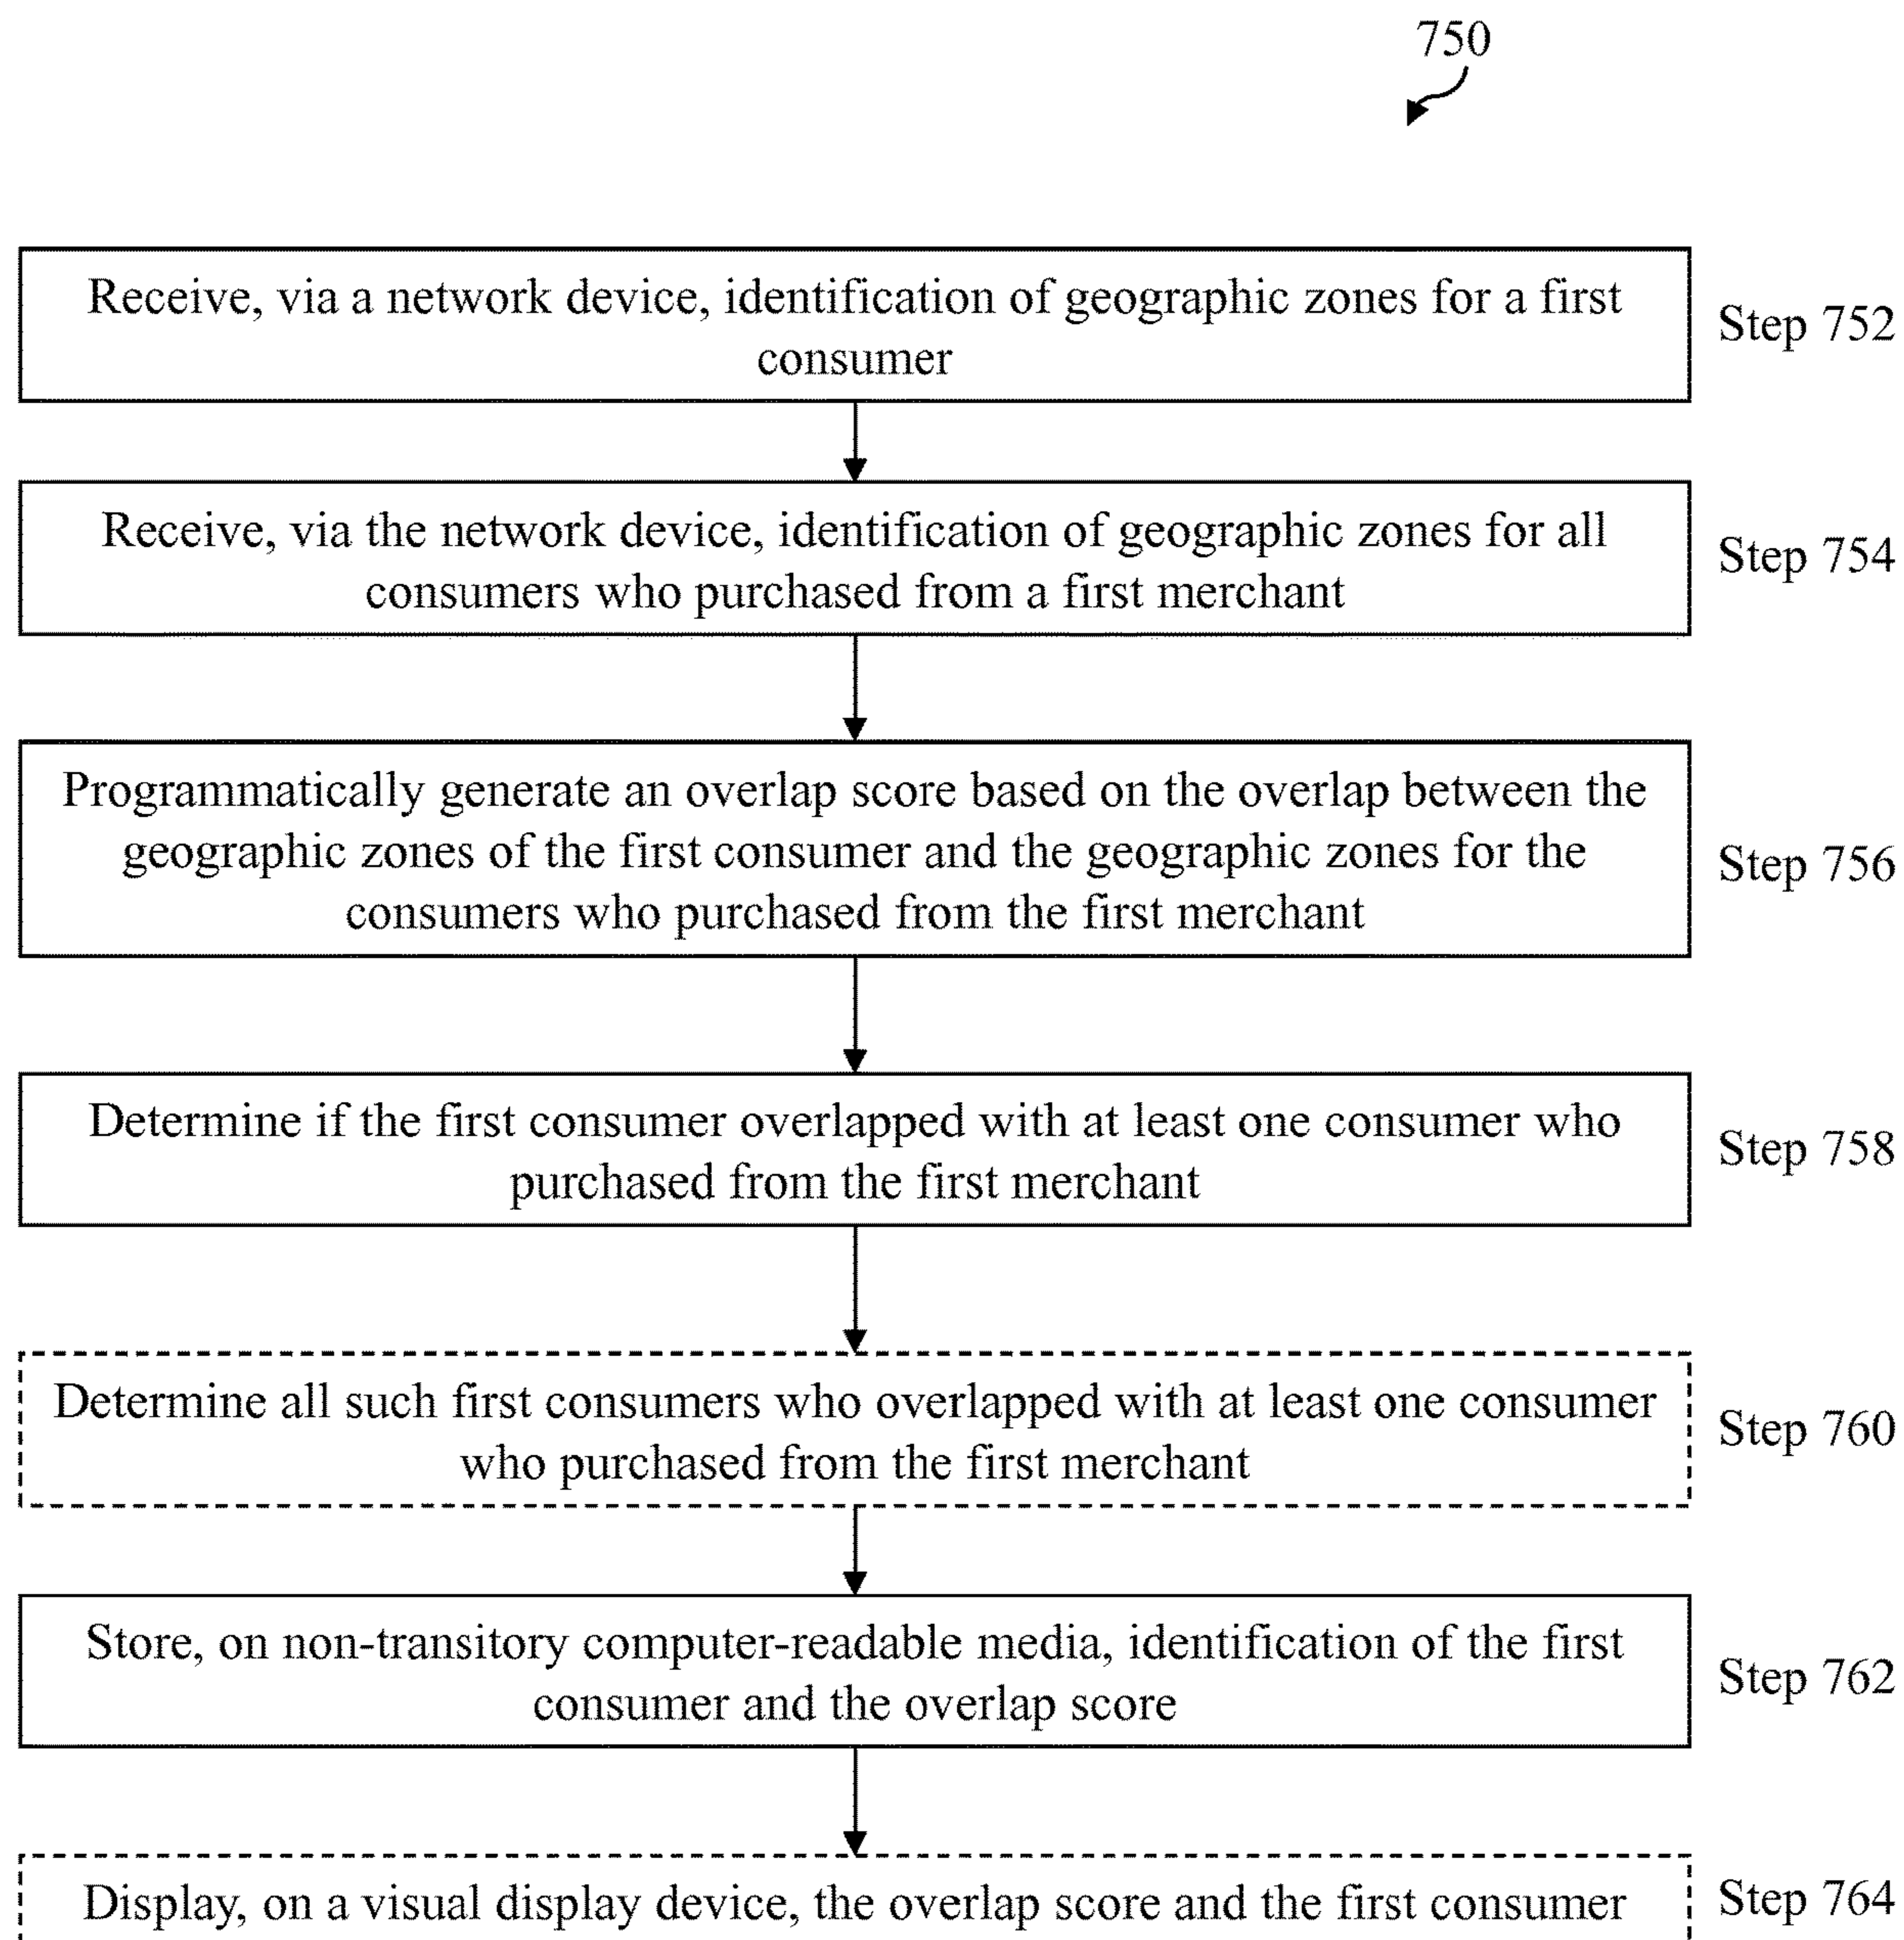 750
Receive, via a network device, identification of geographic zones for a first
consumer
Step 752
Receive, via the network device, identification of geographic zones for all
consumers who purchased from a first merchant
Step 754
Programmatically generate an overlap score based on the overlap between the
geographic zones of the first consumer and the geographic zones for the
consumers who purchased from the first merchant
Step 756
Determine if the first consumer overlapped with at least one consumer who
purchased from the first merchant
Step 758
Determine all such first consumers who overlapped with at least one consumer
who purchased from the first merchant
Step 760
Store, on non-transitory computer-readable media, identification of the first
consumer and the overlap score
Step 762
Display, on a visual display device, the overlap score and the first consumer
Step 764